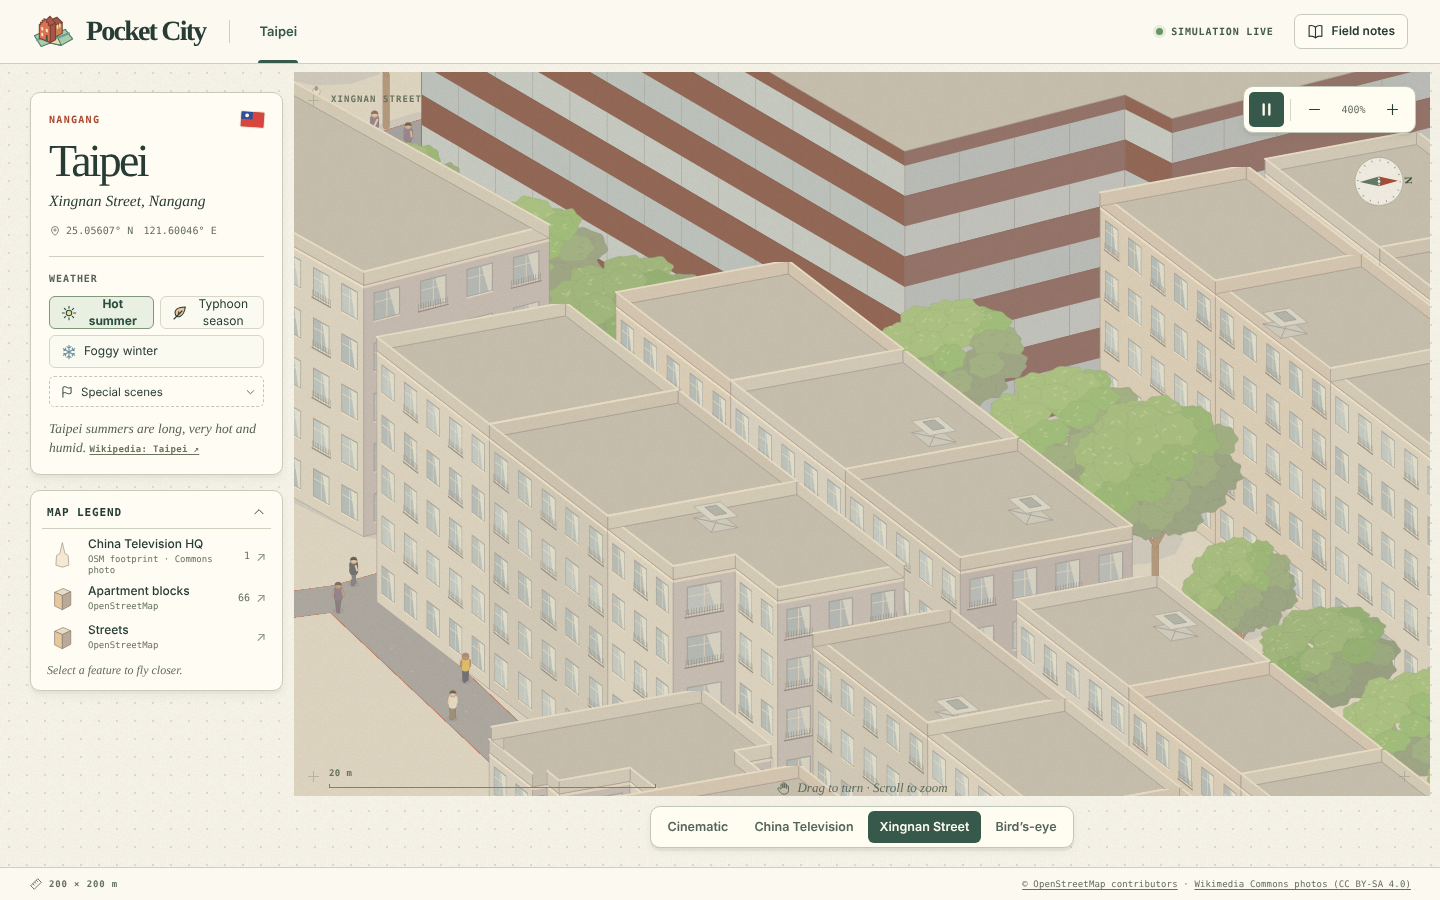 Pocket City
Taipei
SIMULATION LIVE
Field notes
NANGANG
Taipei
Xingnan Street, Nangang
25.05607° N 121.60046° E
WEATHER
Hot summer
Typhoon season
Foggy winter
Special scenes
Taipei summers are long, very hot and
humid. Wikipedia: Taipei ↗
MAP LEGEND
China Television HQ
OSM footprint · Commons
photo
1
Apartment blocks
OpenStreetMap
66
Streets
OpenStreetMap
Select a feature to fly closer.
XINGNAN STREET
400%
N
20 m
Drag to turn · Scroll to zoom
Cinematic
China Television
Xingnan Street
Bird's-eye
200 × 200 m
© OpenStreetMap contributors · Wikimedia Commons photos (CC BY-SA 4.0)